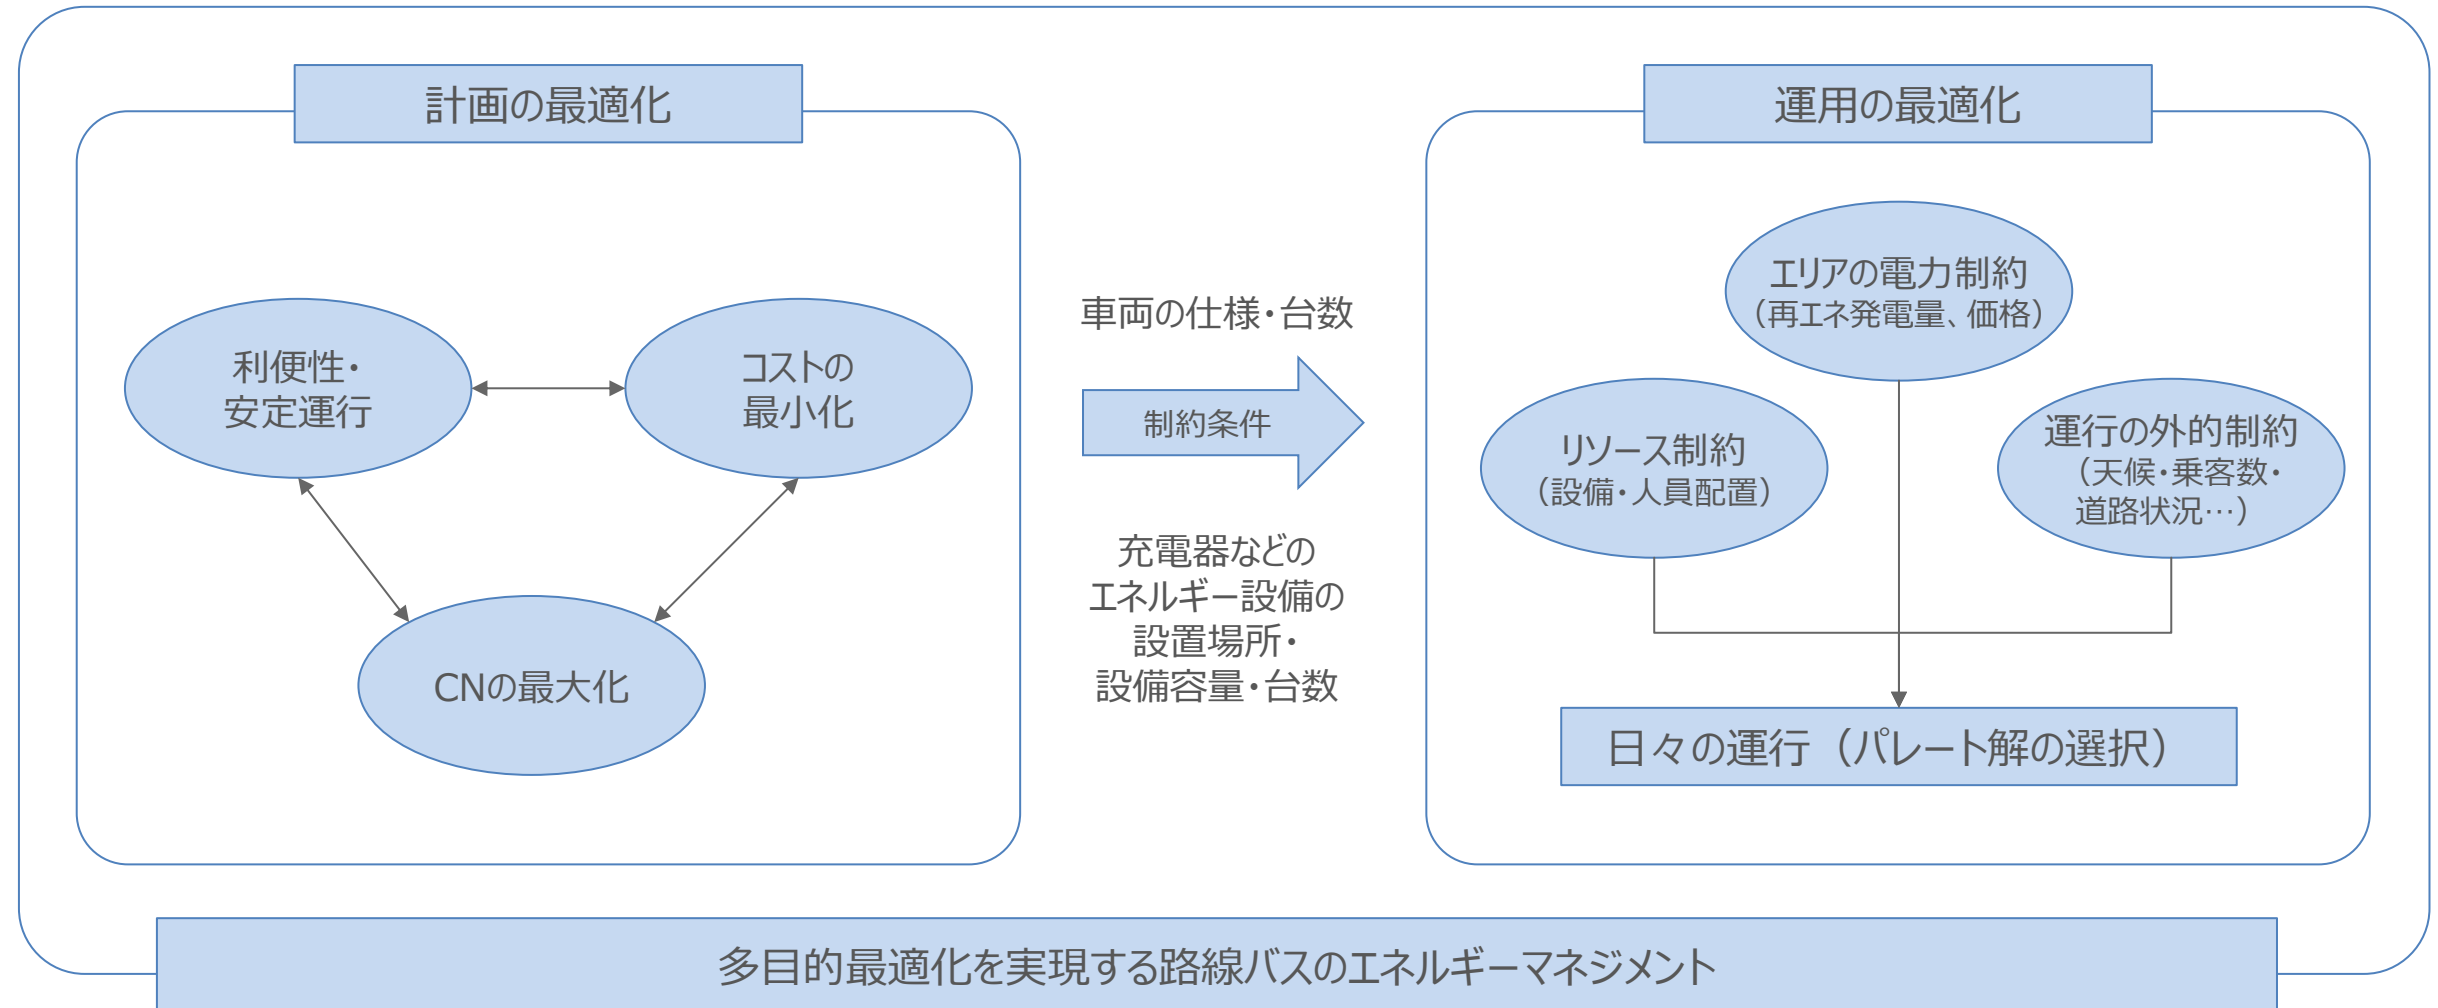 計画の最適化
利便性・
安定運行
コストの
最小化
CNの最大化
車両の仕様・台数
制約条件
充電器などの
エネルギー設備の
設置場所・
設備容量・台数
運用の最適化
エリアの電力制約
（再エネ発電量、価格）
リソース制約
（設備・人員配置）
運行の外的制約
（天候・乗客数・
道路状況…）
日々の運行（パレート解の選択）
多目的最適化を実現する路線バスのエネルギーマネジメント